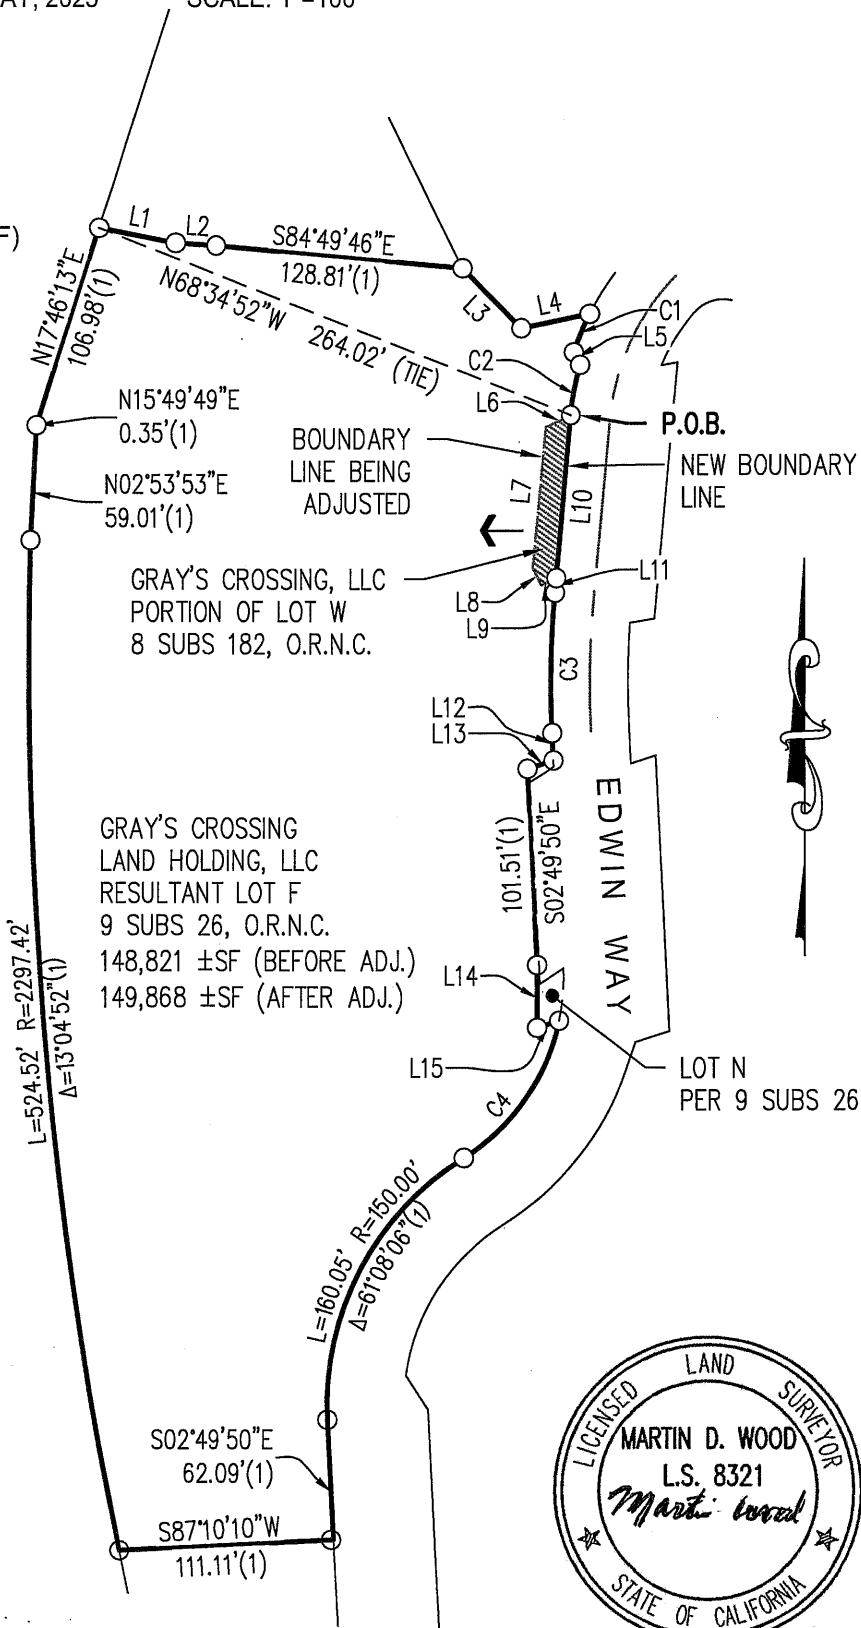 AY, 2023 SCALE: 1"=100'
F)
L1
L2
S84°49'46"E
128.81'(1)
N68°34'52"W 264.02' (TIE)
L3
L4
C1
L5
C2
L6
P.O.B.
N17°46'13"E
106.98'(1)
N15°49'49"E
0.35'(1)
N02°53'53"E
59.01'(1)
BOUNDARY
LINE BEING
ADJUSTED
L7
L10
NEW BOUNDARY
LINE
GRAY'S CROSSING, LLC
PORTION OF LOT W
8 SUBS 182, O.R.N.C.
L8
L9
L11
C3
L12
L13
101.51'(1)
S02°49'50"E
EDWIN WAY
GRAY'S CROSSING
LAND HOLDING, LLC
RESULTANT LOT F
9 SUBS 26, O.R.N.C.
148,821 ±SF (BEFORE ADJ.)
149,868 ±SF (AFTER ADJ.)
L=524.52' R=2297.42'
Δ=13°04'52"(1)
L14
L15
LOT N
PER 9 SUBS 26
C4
L=160.05' R=150.00'
Δ=61°08'06"(1)
S02°49'50"E
62.09'(1)
S87°10'10"W
111.11'(1)
LICENSED LAND SURVEYOR
MARTIN D. WOOD
L.S. 8321
Martin Wood
STATE OF CALIFORNIA